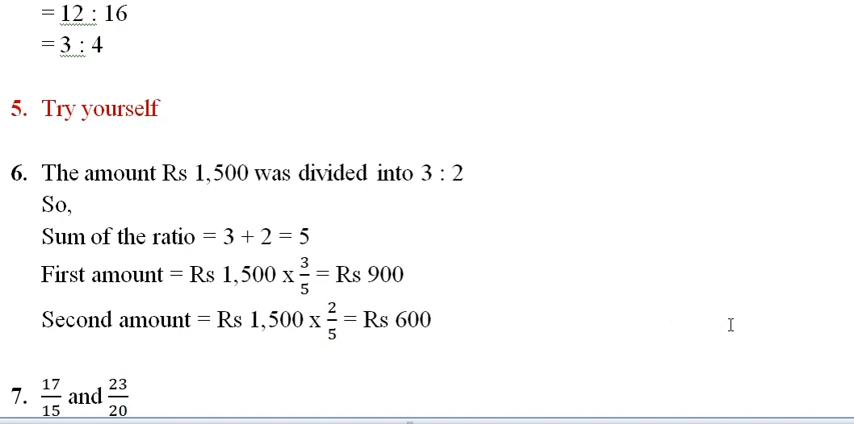 = 12 : 16
= 3 : 4
5. Try yourself
6. The amount Rs 1,500 was divided into 3 : 2
So,
Sum of the ratio = 3 + 2 = 5
First amount = Rs 1,500 x 3/5 = Rs 900
Second amount = Rs 1,500 x 2/5 = Rs 600
7. 17/15 and 23/20